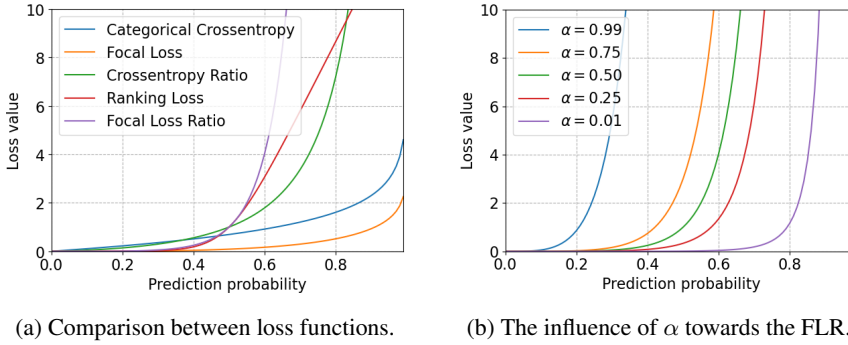 10
8
6
4
2
0
Loss value
Categorical Crossentropy
Focal Loss
Crossentropy Ratio
Ranking Loss
Focal Loss Ratio
0.0 0.2 0.4 0.6 0.8
Prediction probability
(a) Comparison between loss functions.
10
8
6
4
2
0
Loss value
α = 0.99
α = 0.75
α = 0.50
α = 0.25
α = 0.01
0.0 0.2 0.4 0.6 0.8
Prediction probability
(b) The influence of α towards the FLR.